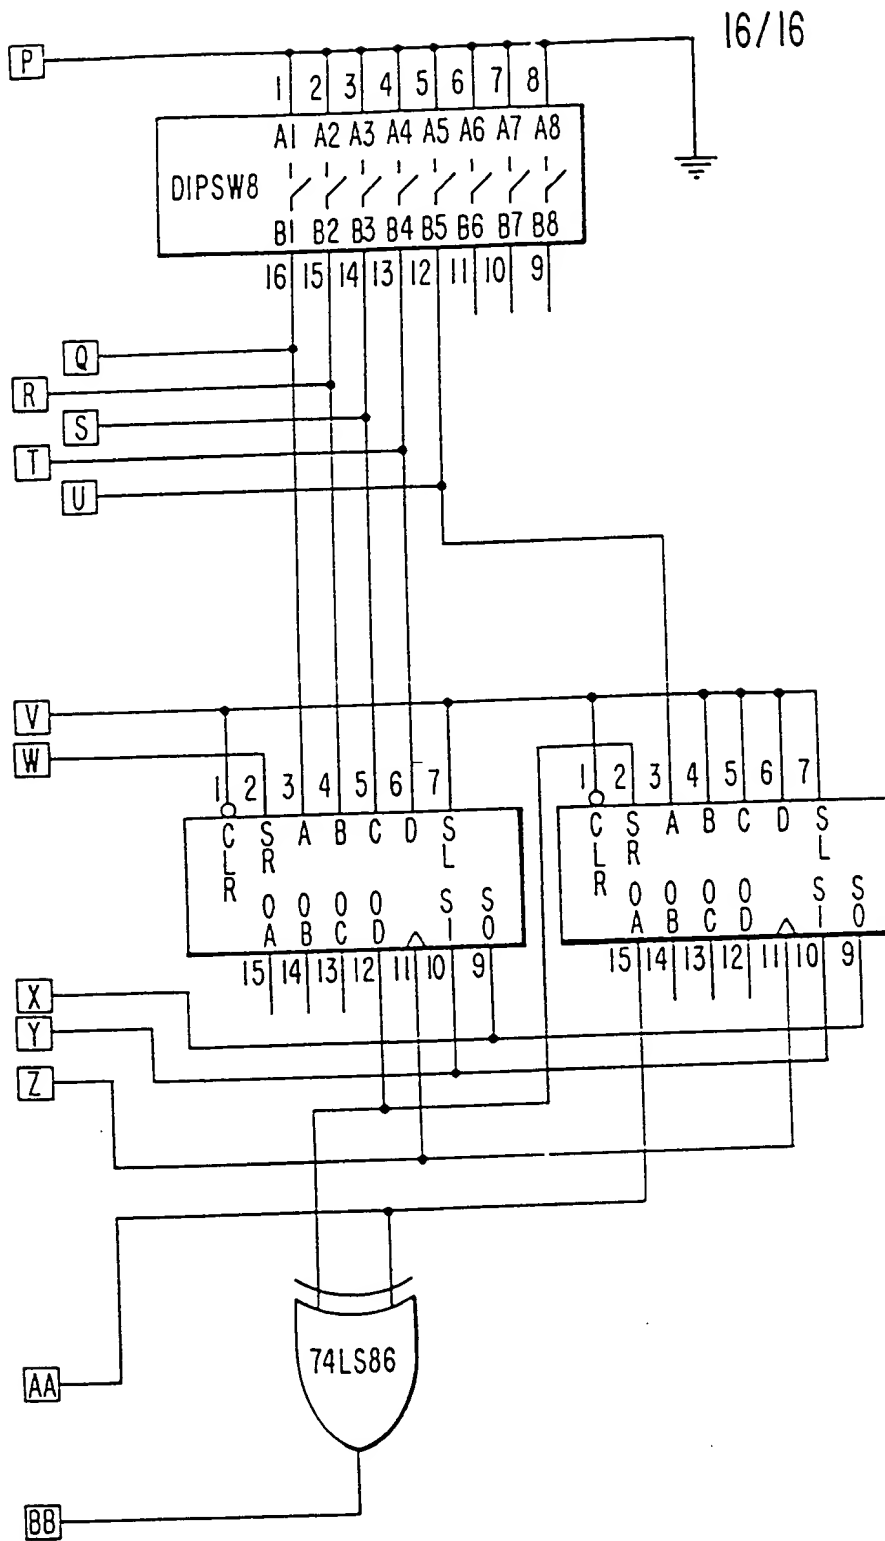 16/16
P
1 2 3 4 5 6 7 8
A1 A2 A3 A4 A5 A6 A7 A8
DIPSW8
B1 B2 B3 B4 B5 B6 B7 B8
16 15 14 13 12 11 10 9
Q
R
S
T
U
V
W
1 2 3 4 5 6 7
1 2 3 4 5 6 7
CLR SR A B C D SL
OA OB OC OD SI SO
CLR SR A B C D SL
OA OB OC OD SI SO
15 14 13 12 11 10 9
15 14 13 12 11 10 9
X
Y
Z
74LS86
AA
BB